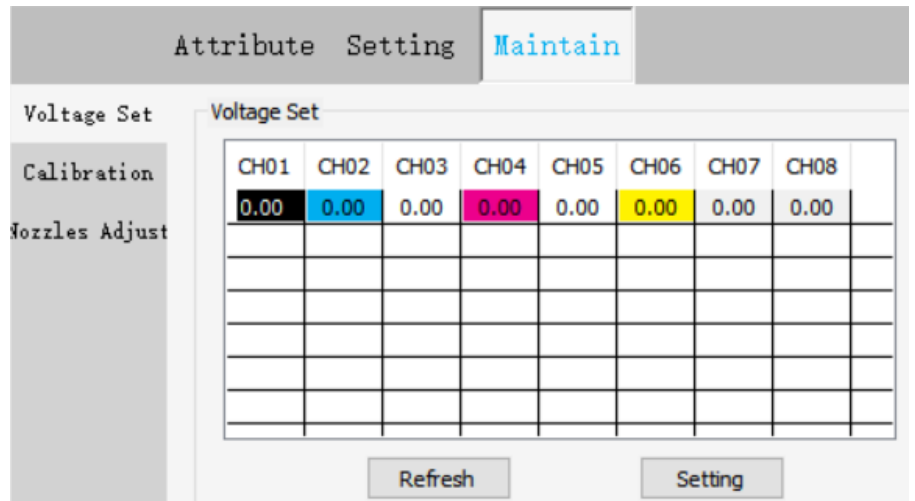 Attribute Setting Maintain
Voltage Set
Calibration
Nozzles Adjust
Voltage Set
CH01 CH02 CH03 CH04 CH05 CH06 CH07 CH08
0.00 0.00 0.00 0.00 0.00 0.00 0.00 0.00
Refresh Setting